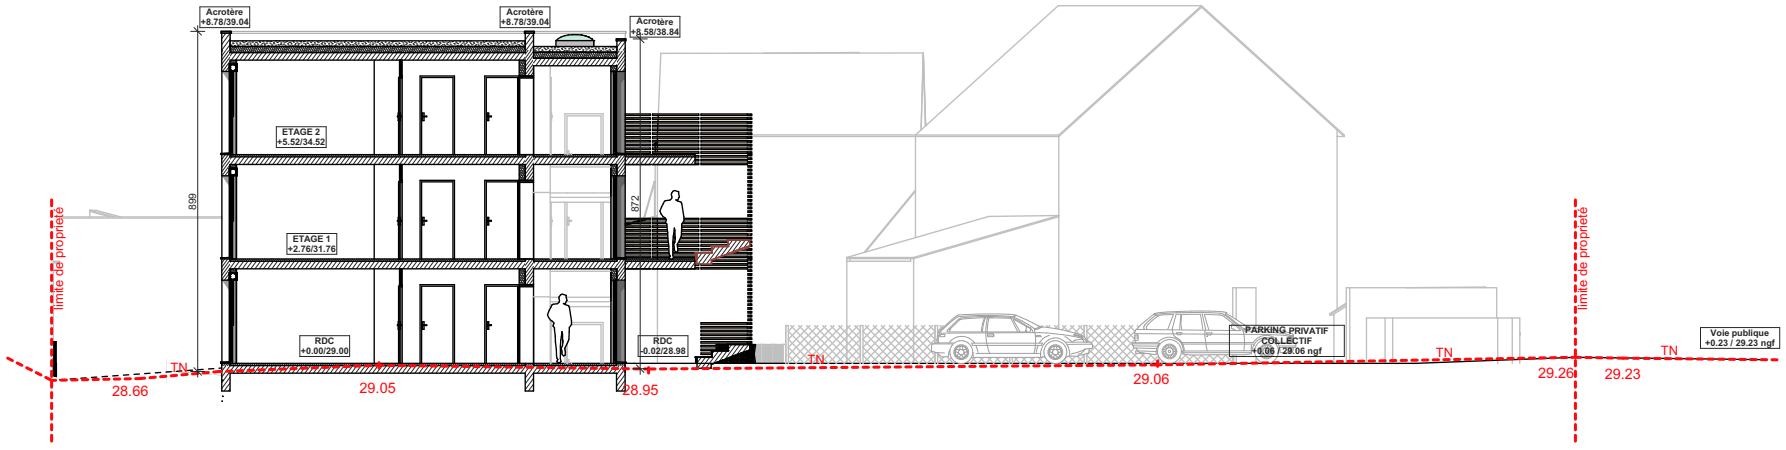 Acrotère
+8.78/39.04
Acrotère
+8.78/39.04
Acrotère
+8.58/38.84
899
872
ETAGE 2
+5.52/34.52
ETAGE 1
+2.76/31.76
RDC
+0.00/29.00
RDC
-0.02/28.98
limite de propriété
limite de propriété
PARKING PRIVATIF
COLLECTIF
+0.06 / 29.06 ngf
Voie publique
+0.23 / 29.23 ngf
TN
TN
TN
TN
28.66
29.05
28.95
29.06
29.26
29.23